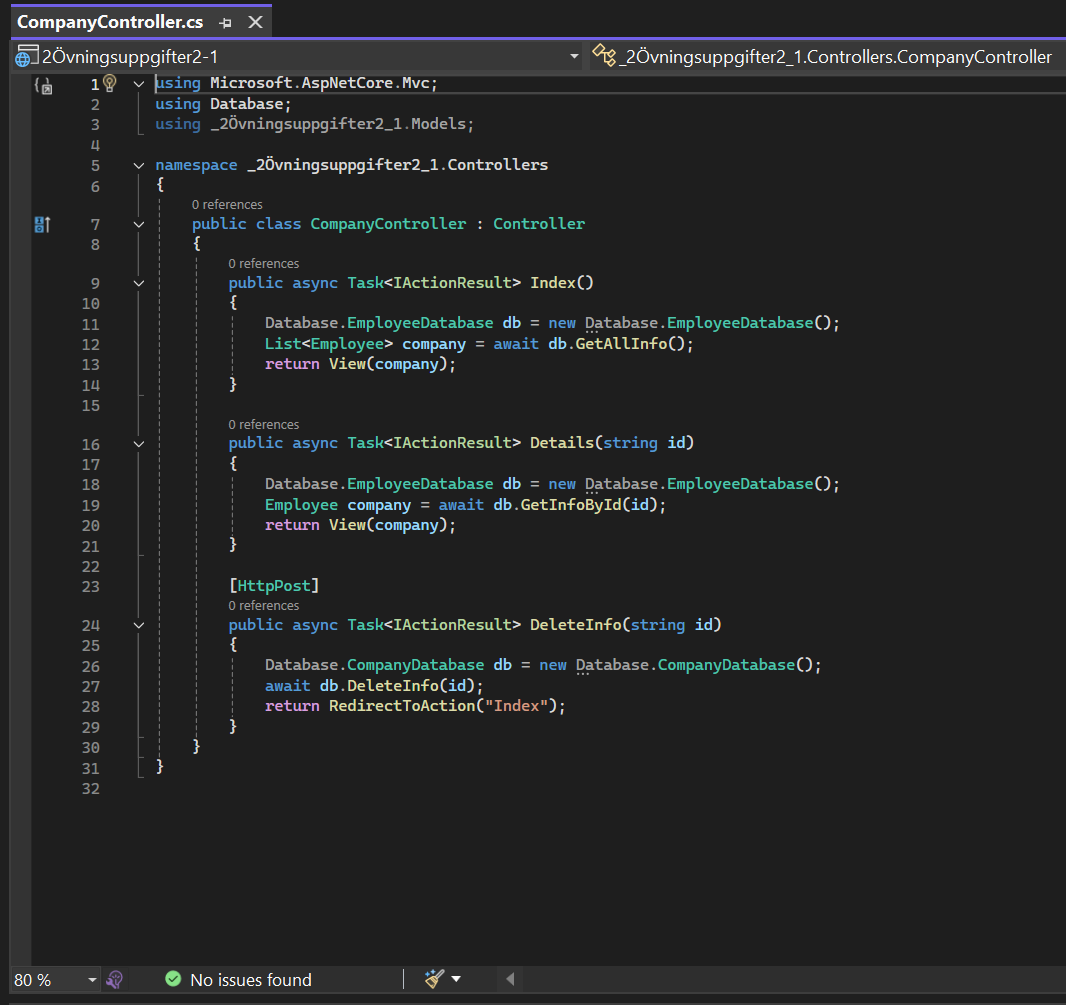 CompanyController.cs
2Övningsuppgifter2-1
_2Övningsuppgifter2_1.Controllers.CompanyController
1 using Microsoft.AspNetCore.Mvc;
2 using Database;
3 using _2Övningsuppgifter2_1.Models;
4
5 namespace _2Övningsuppgifter2_1.Controllers
6 {
0 references
7 public class CompanyController : Controller
8 {
0 references
9 public async Task<IActionResult> Index()
10 {
11 Database.EmployeeDatabase db = new Database.EmployeeDatabase();
12 List<Employee> company = await db.GetAllInfo();
13 return View(company);
14 }
15
0 references
16 public async Task<IActionResult> Details(string id)
17 {
18 Database.EmployeeDatabase db = new Database.EmployeeDatabase();
19 Employee company = await db.GetInfoById(id);
20 return View(company);
21 }
22
23 [HttpPost]
0 references
24 public async Task<IActionResult> DeleteInfo(string id)
25 {
26 Database.CompanyDatabase db = new Database.CompanyDatabase();
27 await db.DeleteInfo(id);
28 return RedirectToAction("Index");
29 }
30 }
31 }
32
80 % No issues found